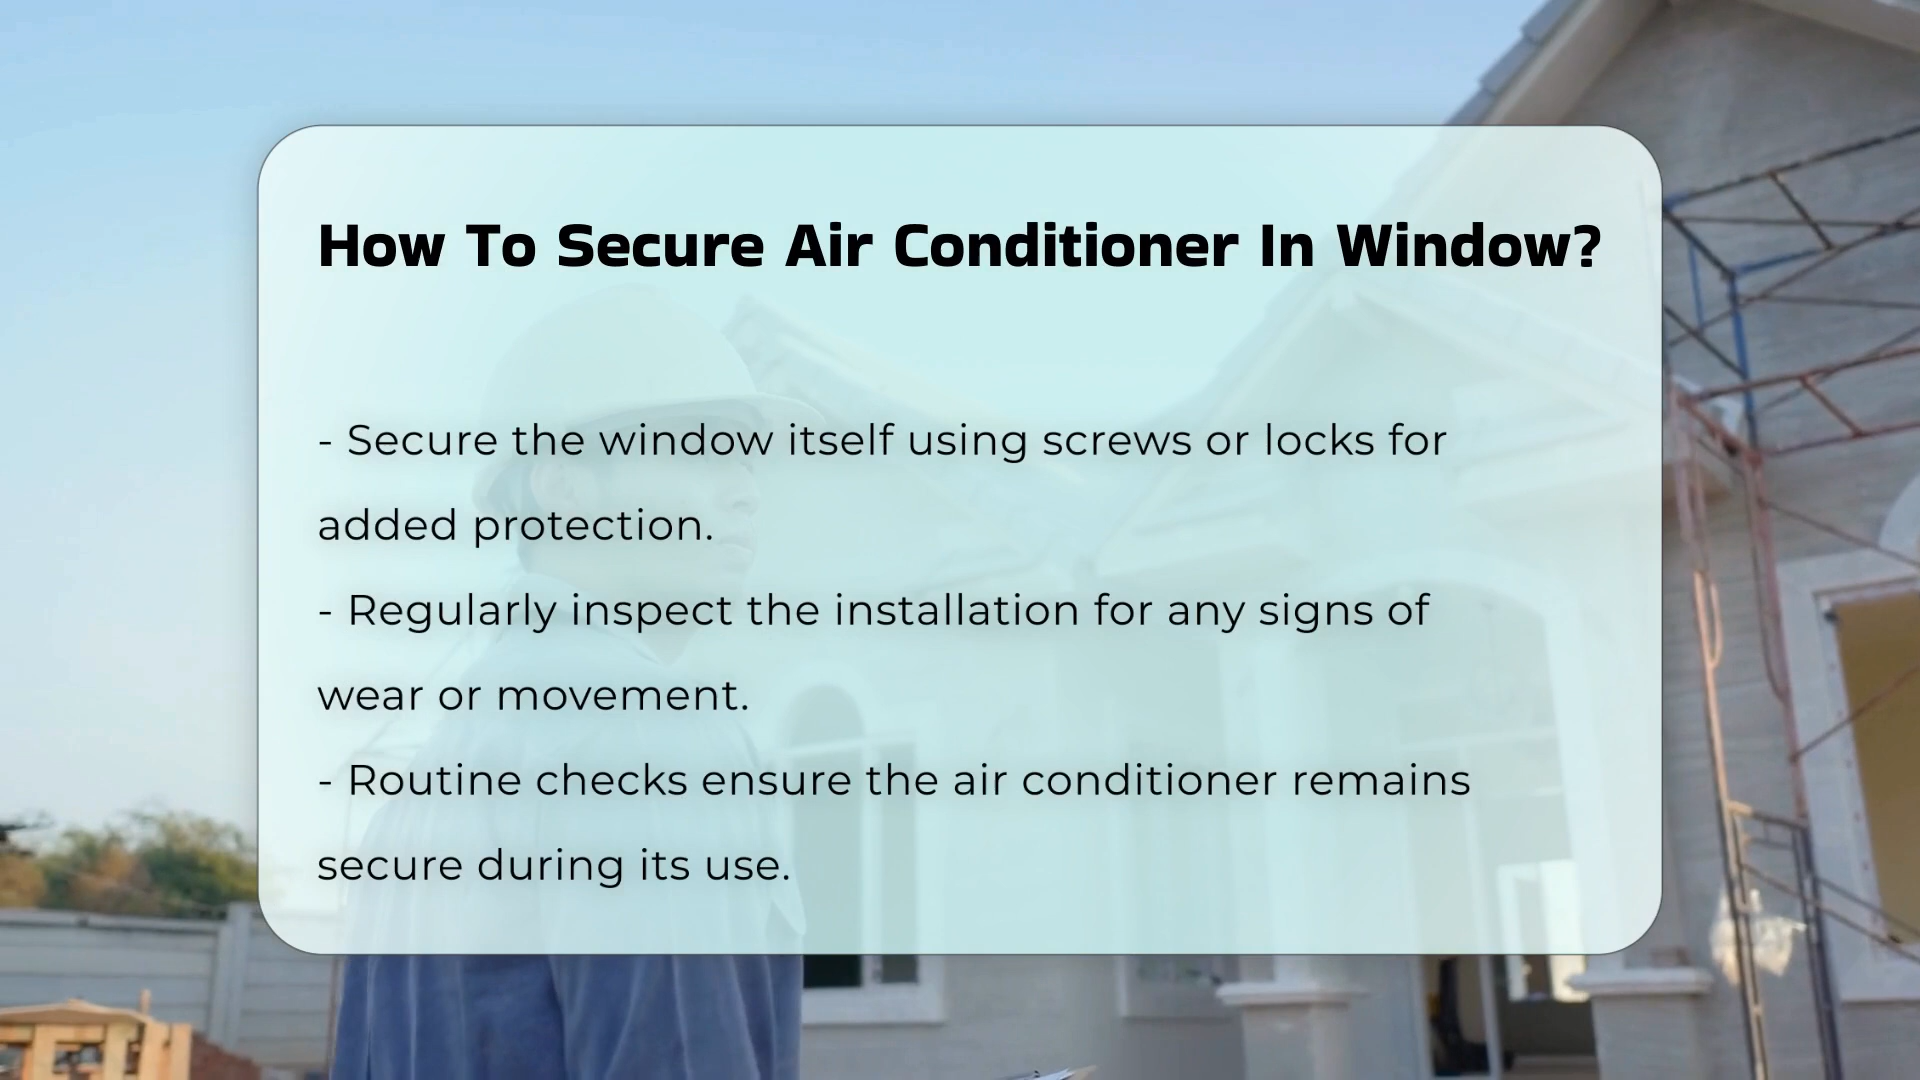 How To Secure Air Conditioner In Window?
- Secure the window itself using screws or locks for
added protection.
- Regularly inspect the installation for any signs of
wear or movement.
- Routine checks ensure the air conditioner remains
secure during its use.